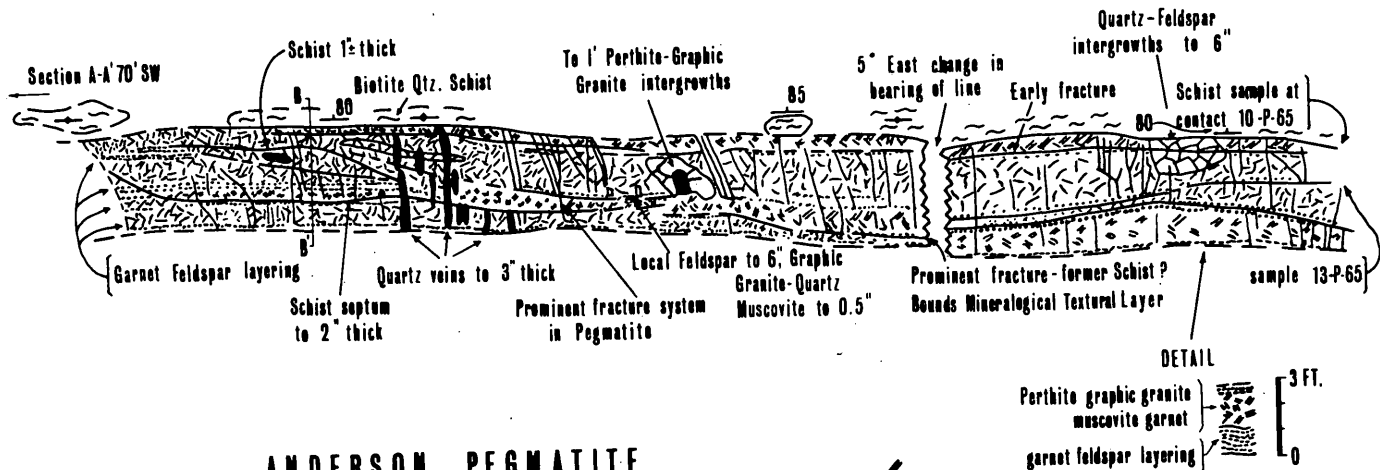 Section A-A' 70' SW
Schist 1"± thick
B
80
Biotite Qtz. Schist
To 1' Perthite-Graphic
Granite intergrowths
85
5° East change in
bearing of line
Early fracture
Quartz-Feldspar
intergrowths to 6"
80
Schist sample at
contact 10-P-65
B'
Garnet Feldspar layering
Schist septum
to 2" thick
Quartz veins to 3" thick
Prominent fracture system
in Pegmatite
Local Feldspar to 6", Graphic
Granite-Quartz
Muscovite to 0.5"
Prominent fracture - former Schist?
Bounds Mineralogical Textural Layer
sample 13-P-65
DETAIL
Perthite graphic granite
muscovite garnet
garnet feldspar layering
3 FT.
0
ANDERSON PEGMATITE